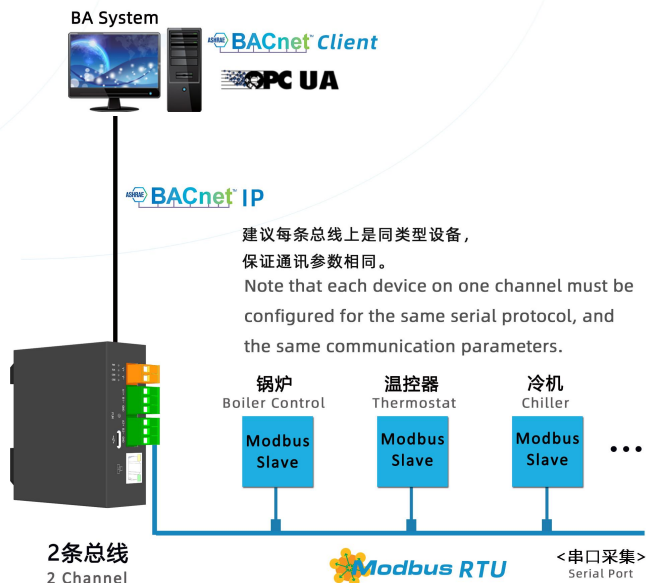 BA System
ASHRAE BACnet™ Client
OPC UA
ASHRAE BACnet™ IP
建议每条总线上是同类型设备，
保证通讯参数相同。
Note that each device on one channel must be
configured for the same serial protocol, and
the same communication parameters.
锅炉 温控器 冷机
Boiler Control Thermostat Chiller
Modbus Modbus Modbus
Slave Slave Slave
•••
2条总线
2 Channel
Modbus RTU
<串口采集>
Serial Port